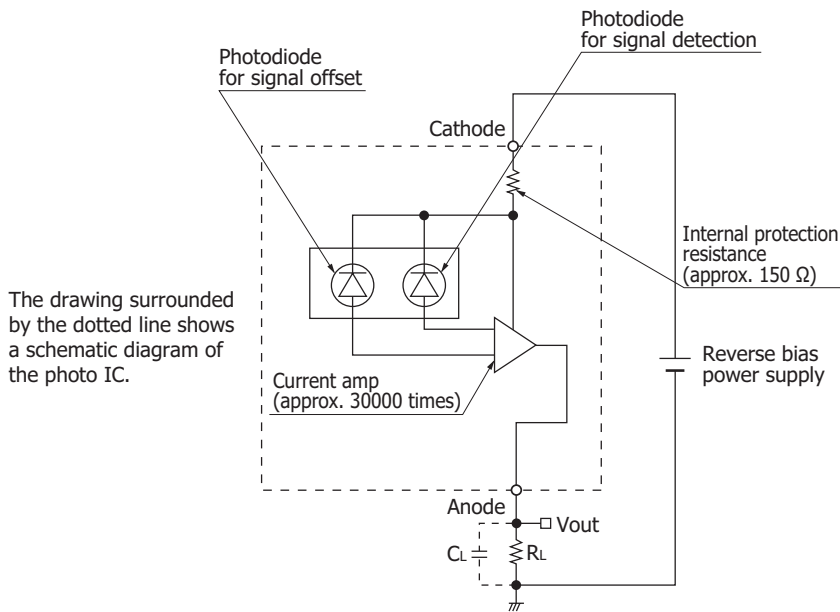 Photodiode
for signal detection
Photodiode
for signal offset
Cathode
Internal protection
resistance
(approx. 150 Ω)
The drawing surrounded
by the dotted line shows
a schematic diagram of
the photo IC.
Reverse bias
power supply
Current amp
(approx. 30000 times)
Anode
Vout
CL
RL